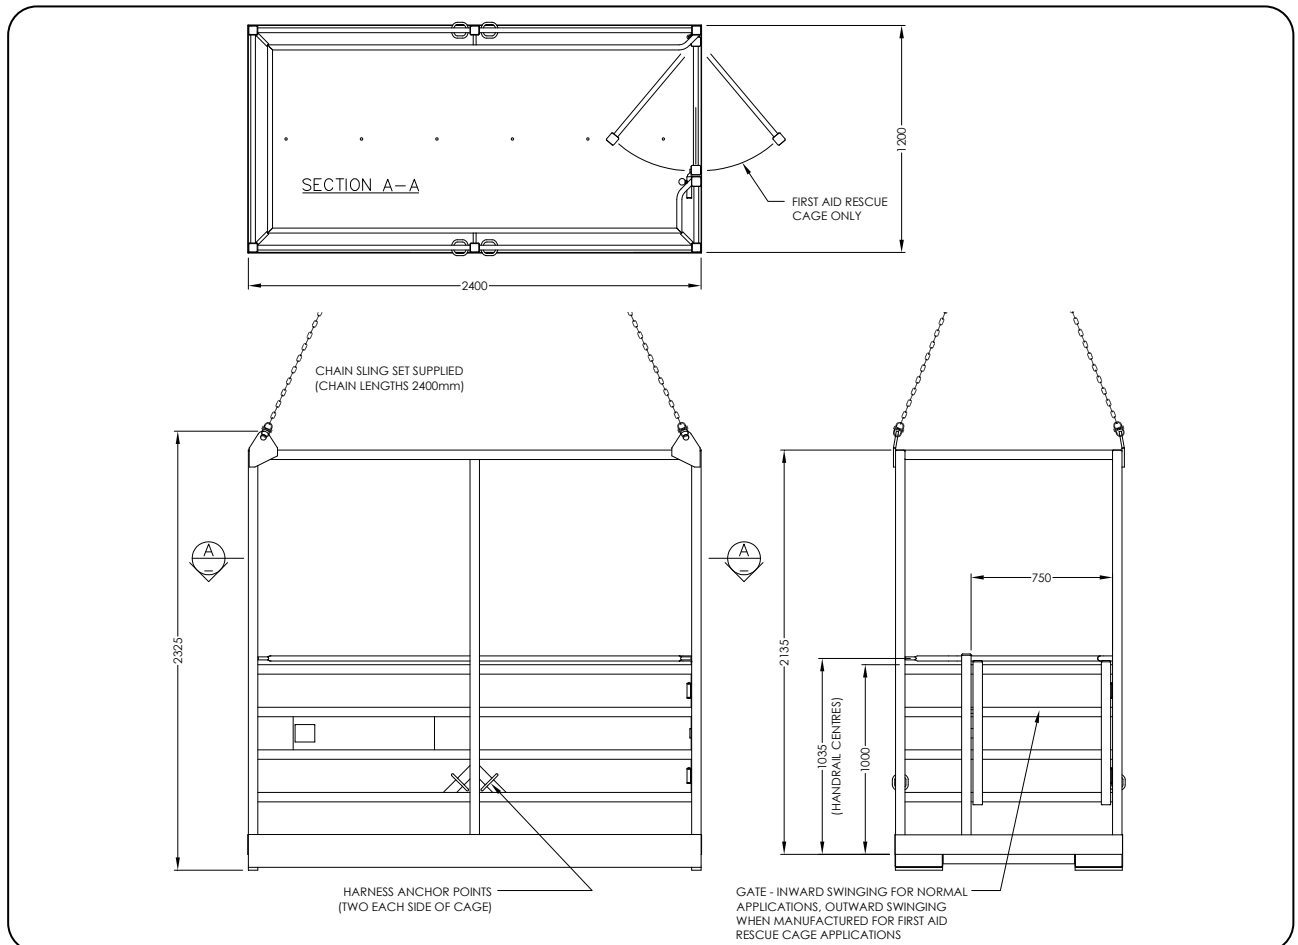 1200
SECTION A-A
FIRST AID RESCUE
CAGE ONLY
2400
CHAIN SLING SET SUPPLIED
(CHAIN LENGTHS 2400mm)
A
A
750
2325
2135
1035
(HANDRAIL CENTRES)
1000
HARNESS ANCHOR POINTS
(TWO EACH SIDE OF CAGE)
GATE - INWARD SWINGING FOR NORMAL
APPLICATIONS, OUTWARD SWINGING
WHEN MANUFACTURED FOR FIRST AID
RESCUE CAGE APPLICATIONS